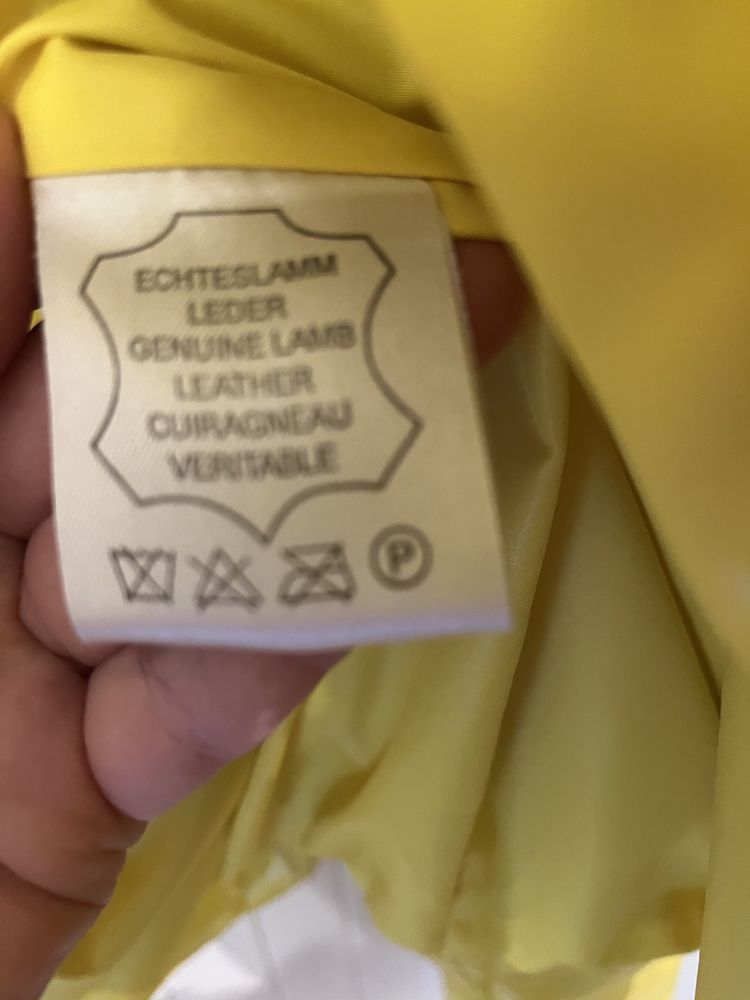 ECHTESLAMM
LEDER
GENUINE LAMB
LEATHER
CUIRAGNEAU
VERITABLE
P